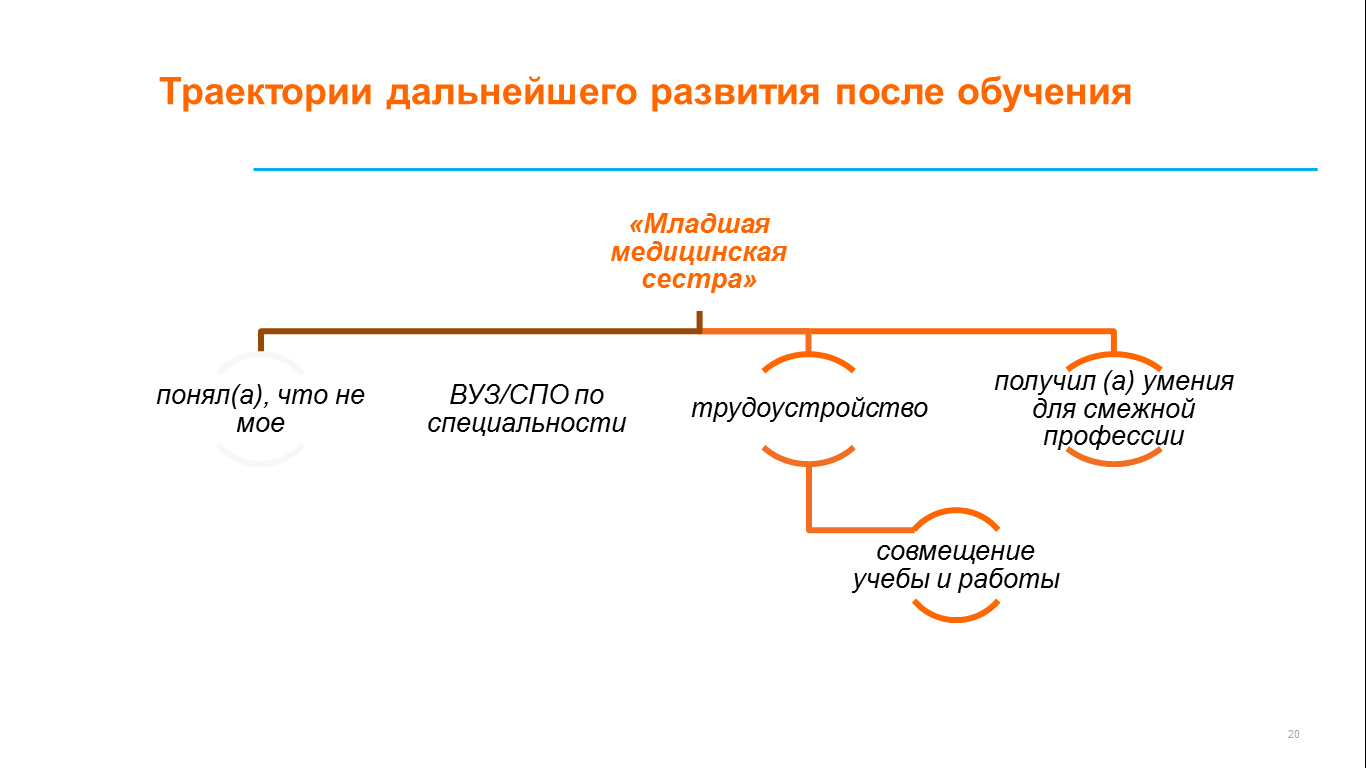 Траектории дальнейшего развития после обучения
«Младшая
медицинская
сестра»
понял(а), что не
мое
ВУЗ/СПО по
специальности
трудоустройство
получил (а) умения
для смежной
профессии
совмещение
учебы и работы
20